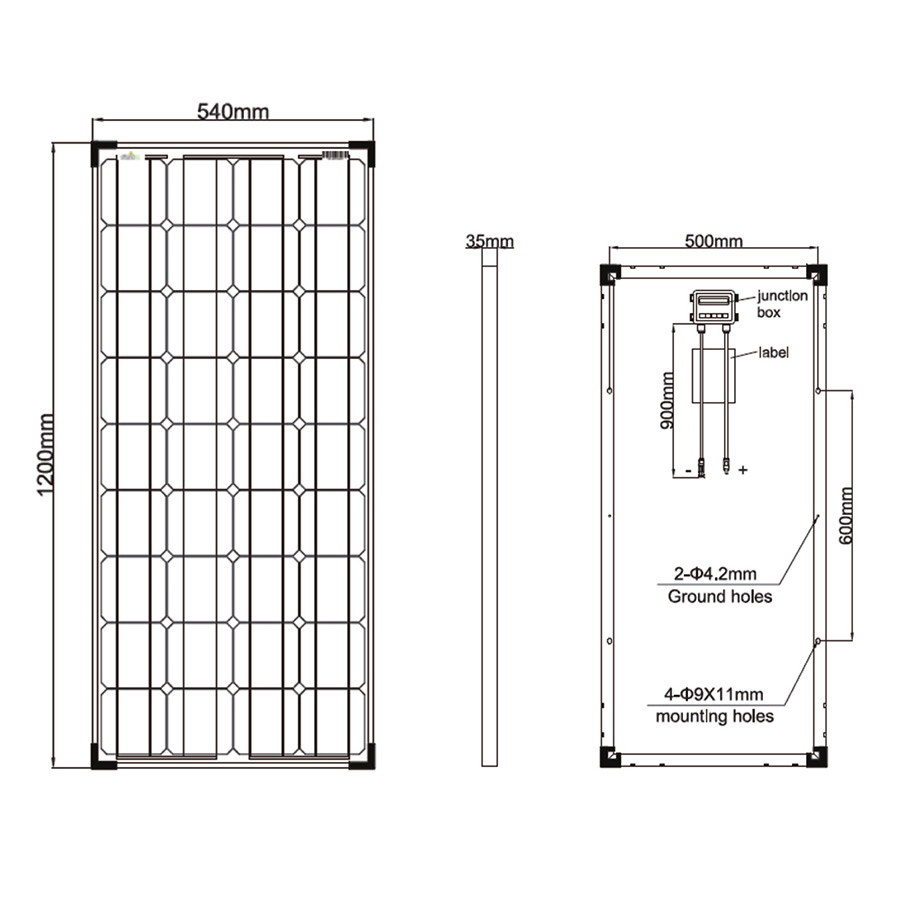 540mm
1200mm
35mm
500mm
junction
box
label
900mm
- +
600mm
2-Φ4.2mm
Ground holes
4-Φ9X11mm
mounting holes